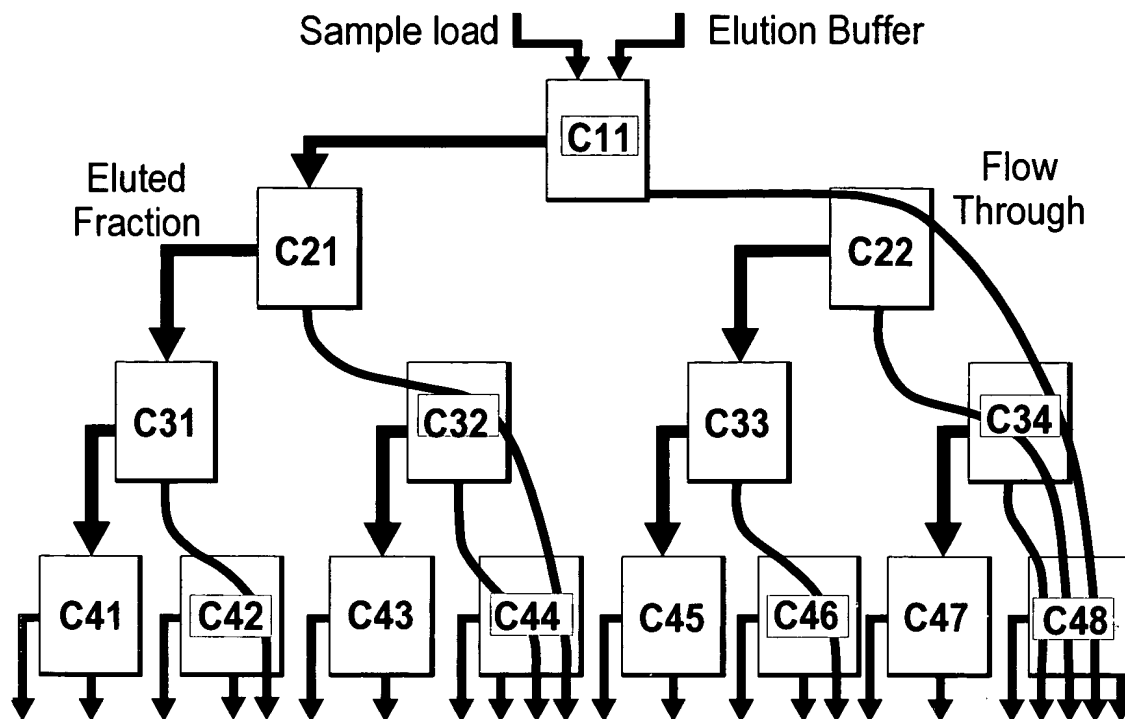 Sample load
Elution Buffer
C11
Eluted
Fraction
Flow
Through
C21
C22
C31
C32
C33
C34
C41
C42
C43
C44
C45
C46
C47
C48